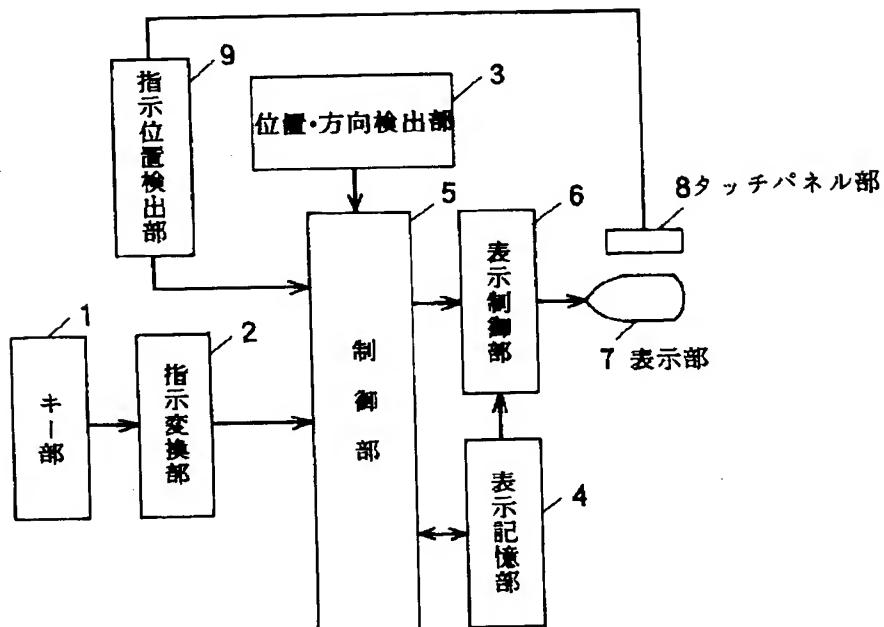 9
指示位置検出部
3
位置・方向検出部
5
制御部
6
表示制御部
8タッチパネル部
7 表示部
1
キー部
2
指示変換部
4
表示記憶部